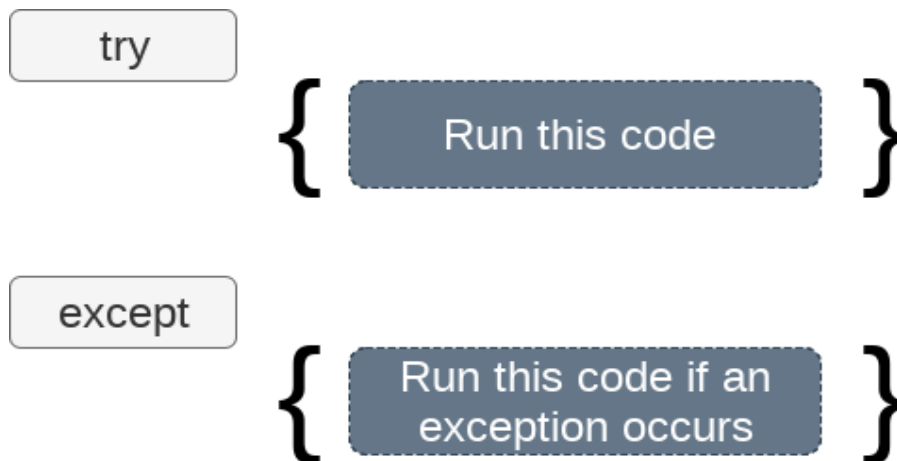 try
{ Run this code }
except
{ Run this code if an
exception occurs }